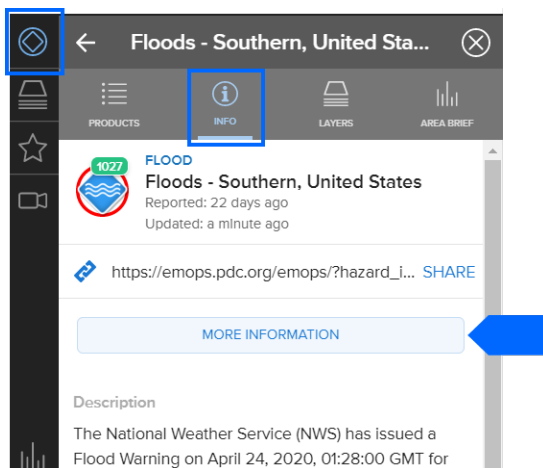 Floods - Southern, United Sta...
PRODUCTS
INFO
LAYERS
AREA BRIEF
1027
FLOOD
Floods - Southern, United States
Reported: 22 days ago
Updated: a minute ago
https://emops.pdc.org/emops/?hazard_i... SHARE
MORE INFORMATION
Description
The National Weather Service (NWS) has issued a
Flood Warning on April 24, 2020, 01:28:00 GMT for